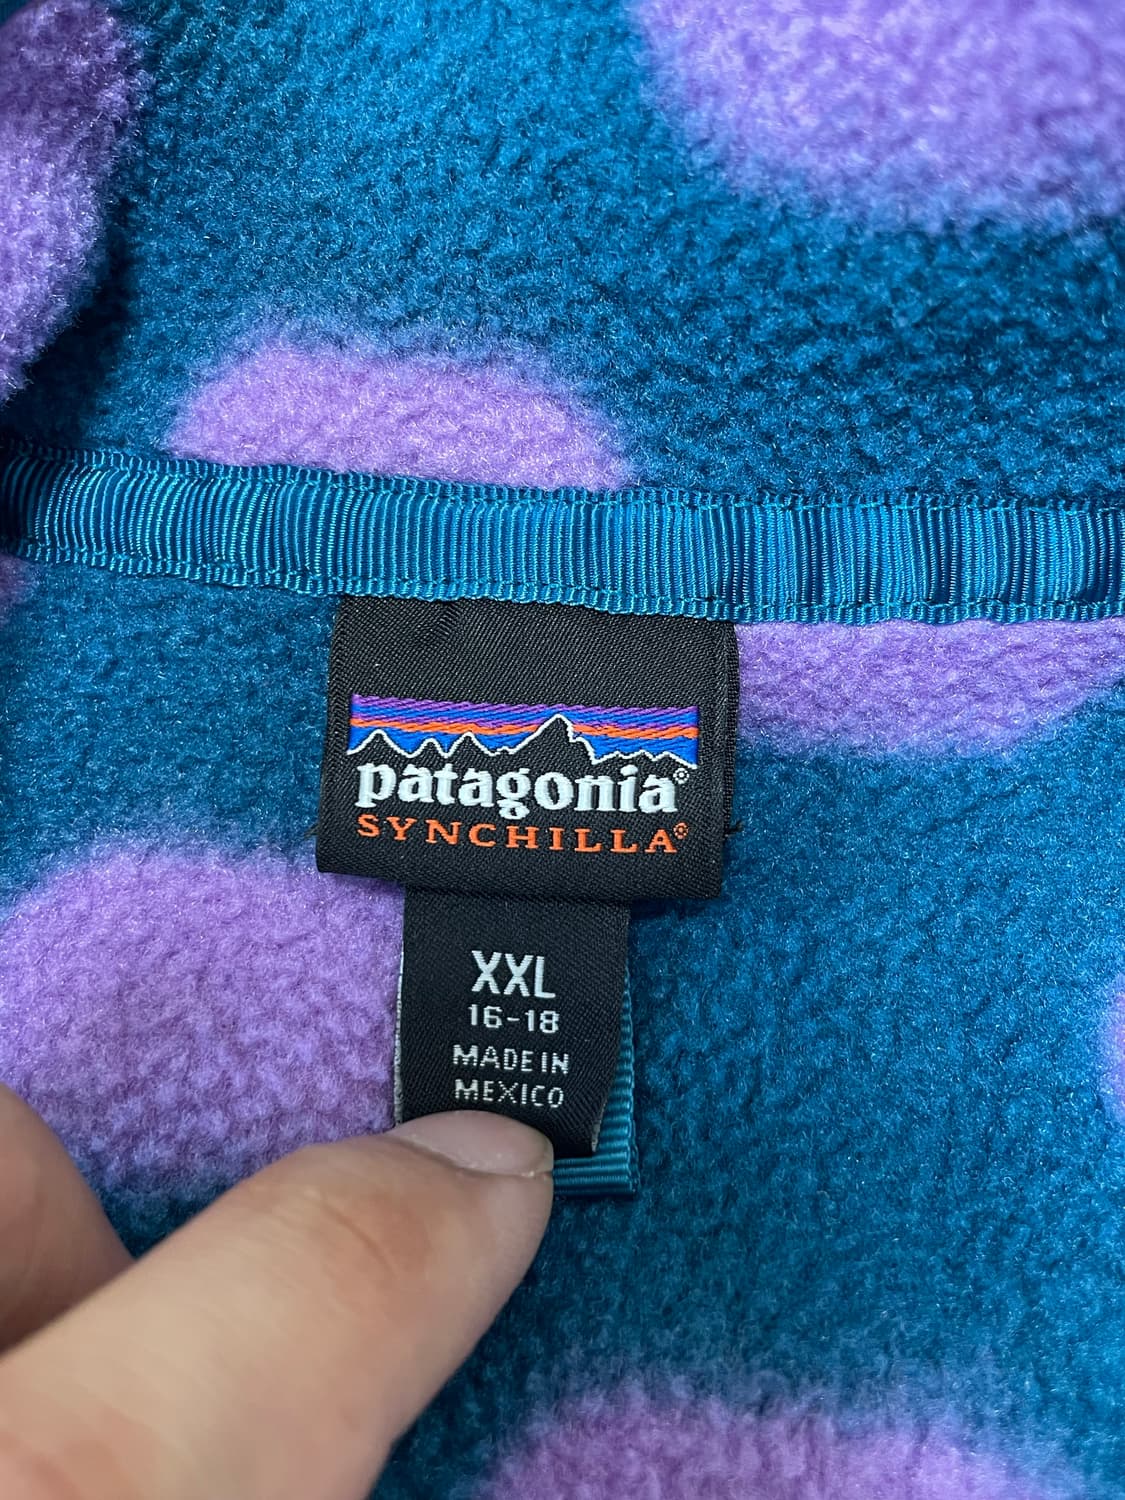 patagonia®
SYNCHILLA®
XXL
16-18
MADE IN
MEXICO